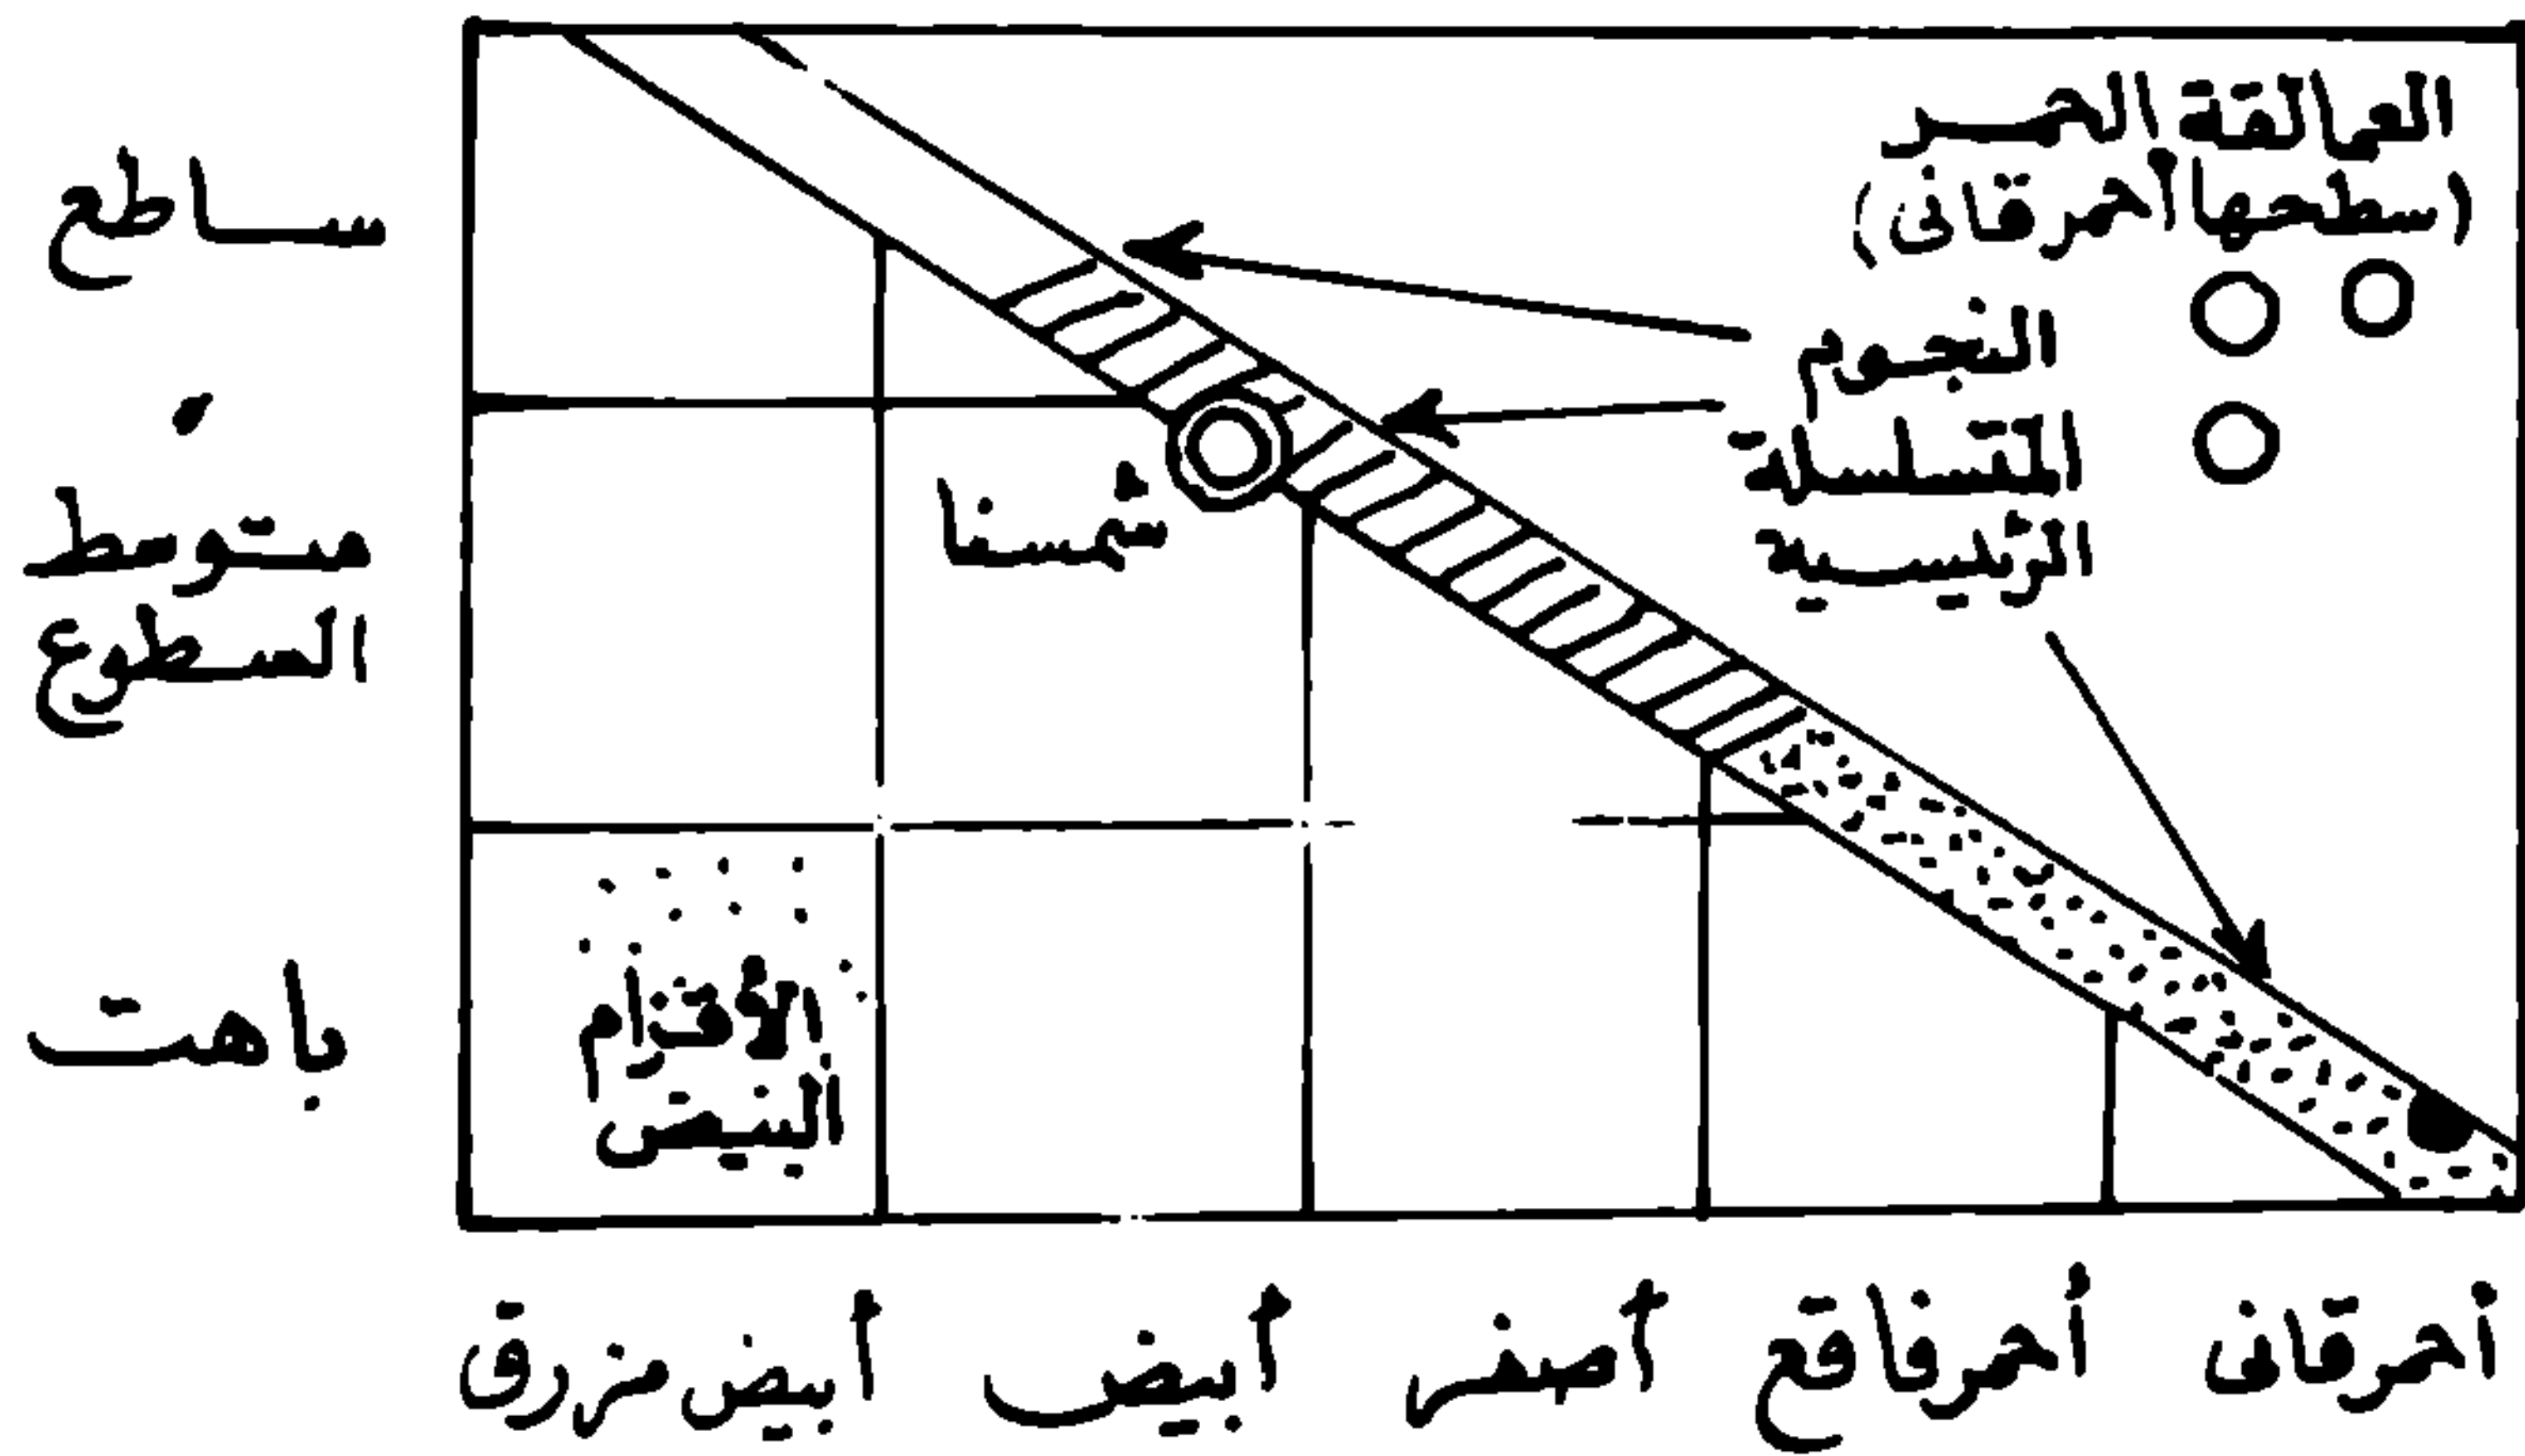 العمالقة الحمر
(سطحها أحمر قانى)
ساطع
النجوم
المتسلسلة
الرئيسية
شمسنا
متوسط
السطوع
باهت
الأقزام
البيض
أبيض مزرق
أبيض
أصفر
أحمر فاقع
أحمر قانى